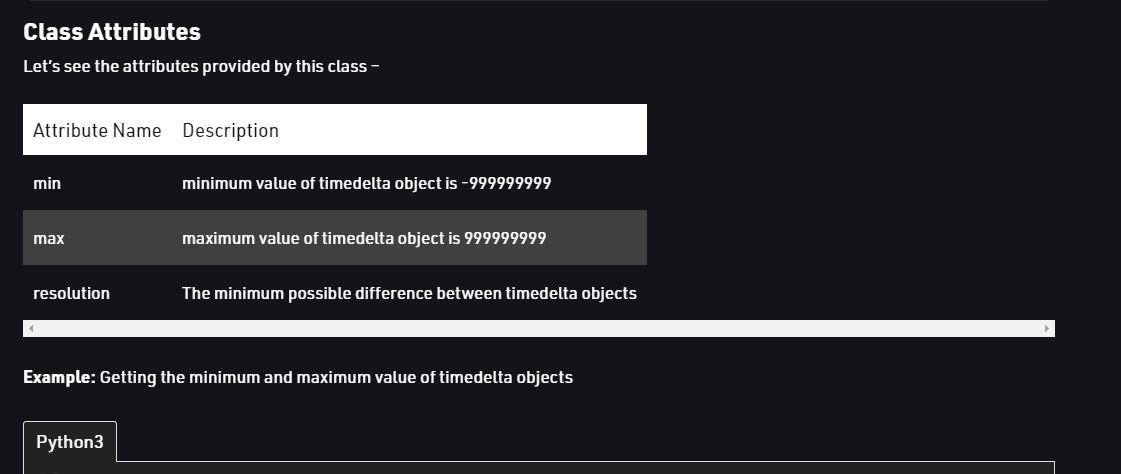 Class Attributes
Let's see the attributes provided by this class –
Attribute Name Description
min minimum value of timedelta object is -999999999
max maximum value of timedelta object is 999999999
resolution The minimum possible difference between timedelta objects
Example: Getting the minimum and maximum value of timedelta objects
Python3